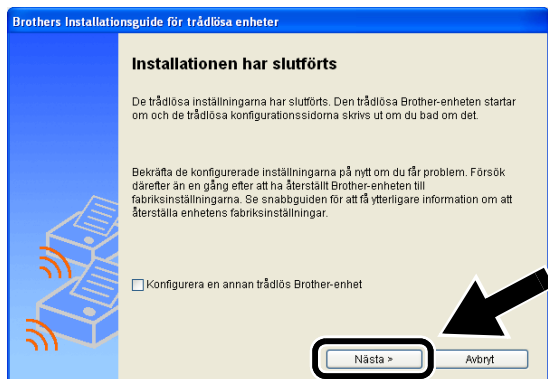 Brothers Installationsguide för trådlösa enheter
Installationen har slutförts
De trådlösa inställningarna har slutförts. Den trådlösa Brother-enheten startar
om och de trådlösa konfigurationssidorna skrivs ut om du bad om det.
Bekräfta de konfigurerade inställningarna på nytt om du får problem. Försök
därefter än en gång efter att ha återställt Brother-enheten till
fabriksinställningarna. Se snabbguiden för att få ytterligare information om att
återställa enhetens fabriksinställningar.
Konfigurera en annan trådlös Brother-enhet
Nästa >
Avbryt